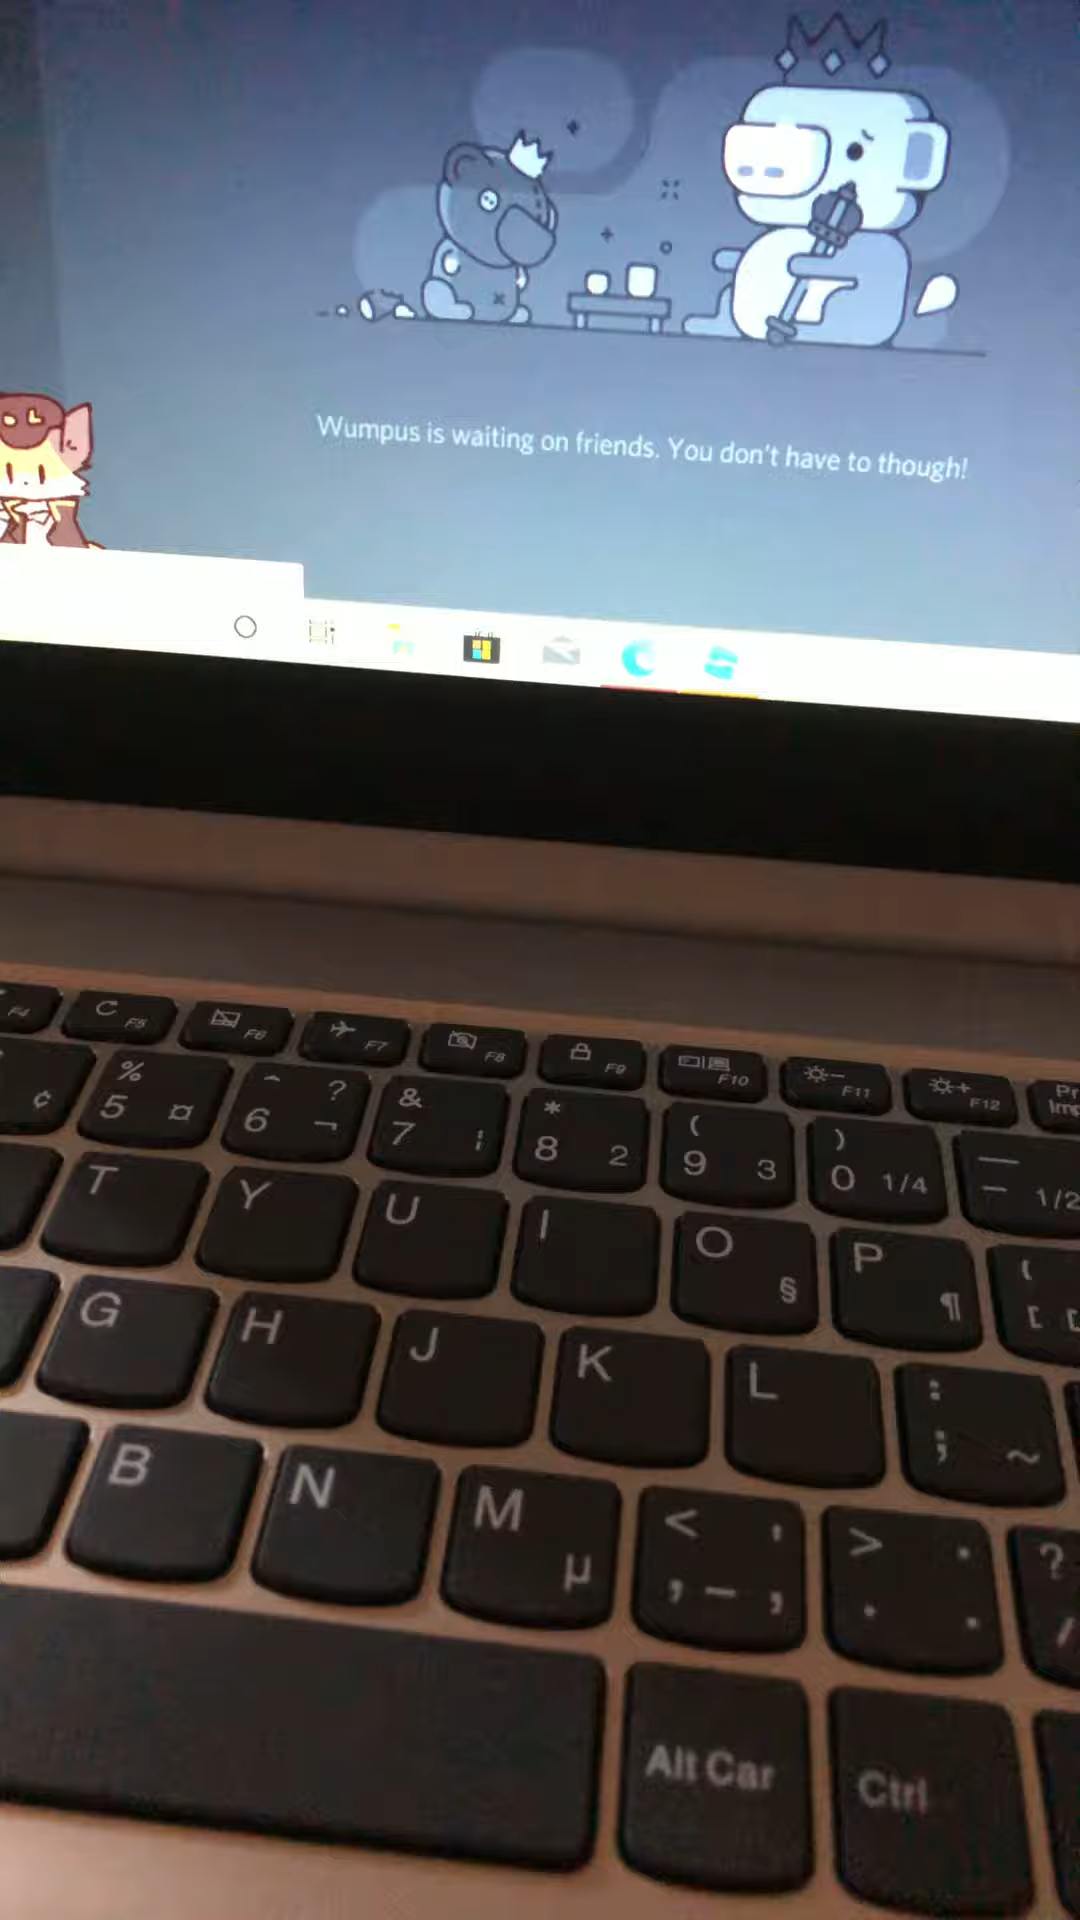 Wumpus is waiting on friends. You don't have to though!
F4 F5 F6 F7 F8 F9 F10 F11 F12
¢ % 5 ¤ ^ ? 6 ¬ & 7 ¦ * 8 2 ( 9 3 ) 0 1/4 — - 1/2
T Y U I O § P ¶ [ [
G H J K L : ; ~
B N M µ < ' , — , > . . . ? /
Alt Car Ctrl